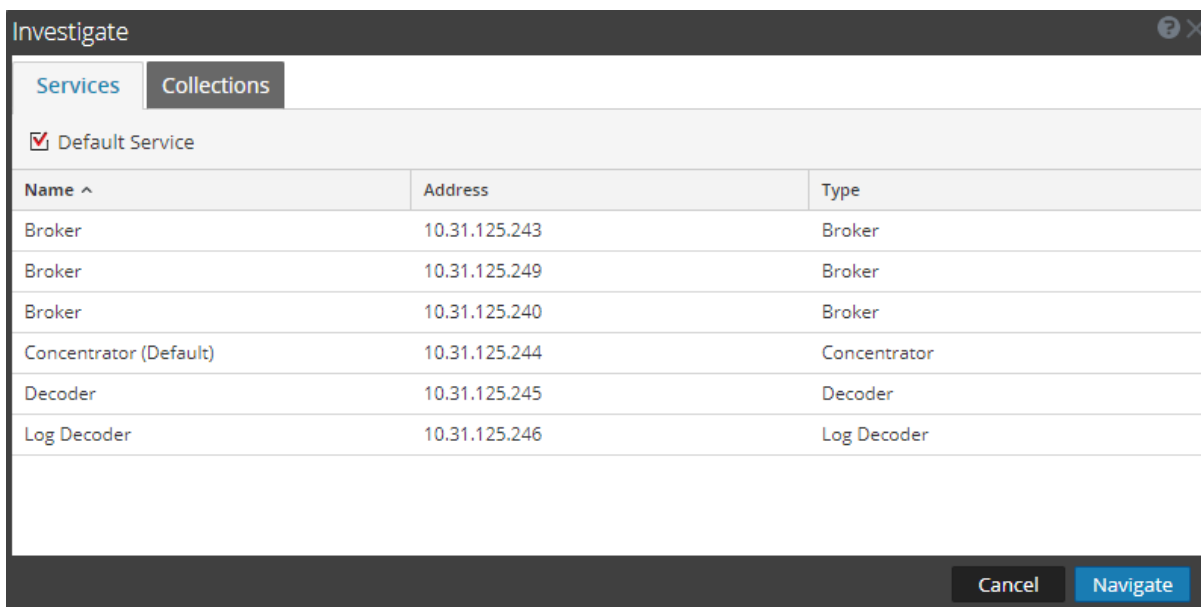 Investigate
Services Collections
Default Service
Name Address Type
Broker 10.31.125.243 Broker
Broker 10.31.125.249 Broker
Broker 10.31.125.240 Broker
Concentrator (Default) 10.31.125.244 Concentrator
Decoder 10.31.125.245 Decoder
Log Decoder 10.31.125.246 Log Decoder
Cancel Navigate